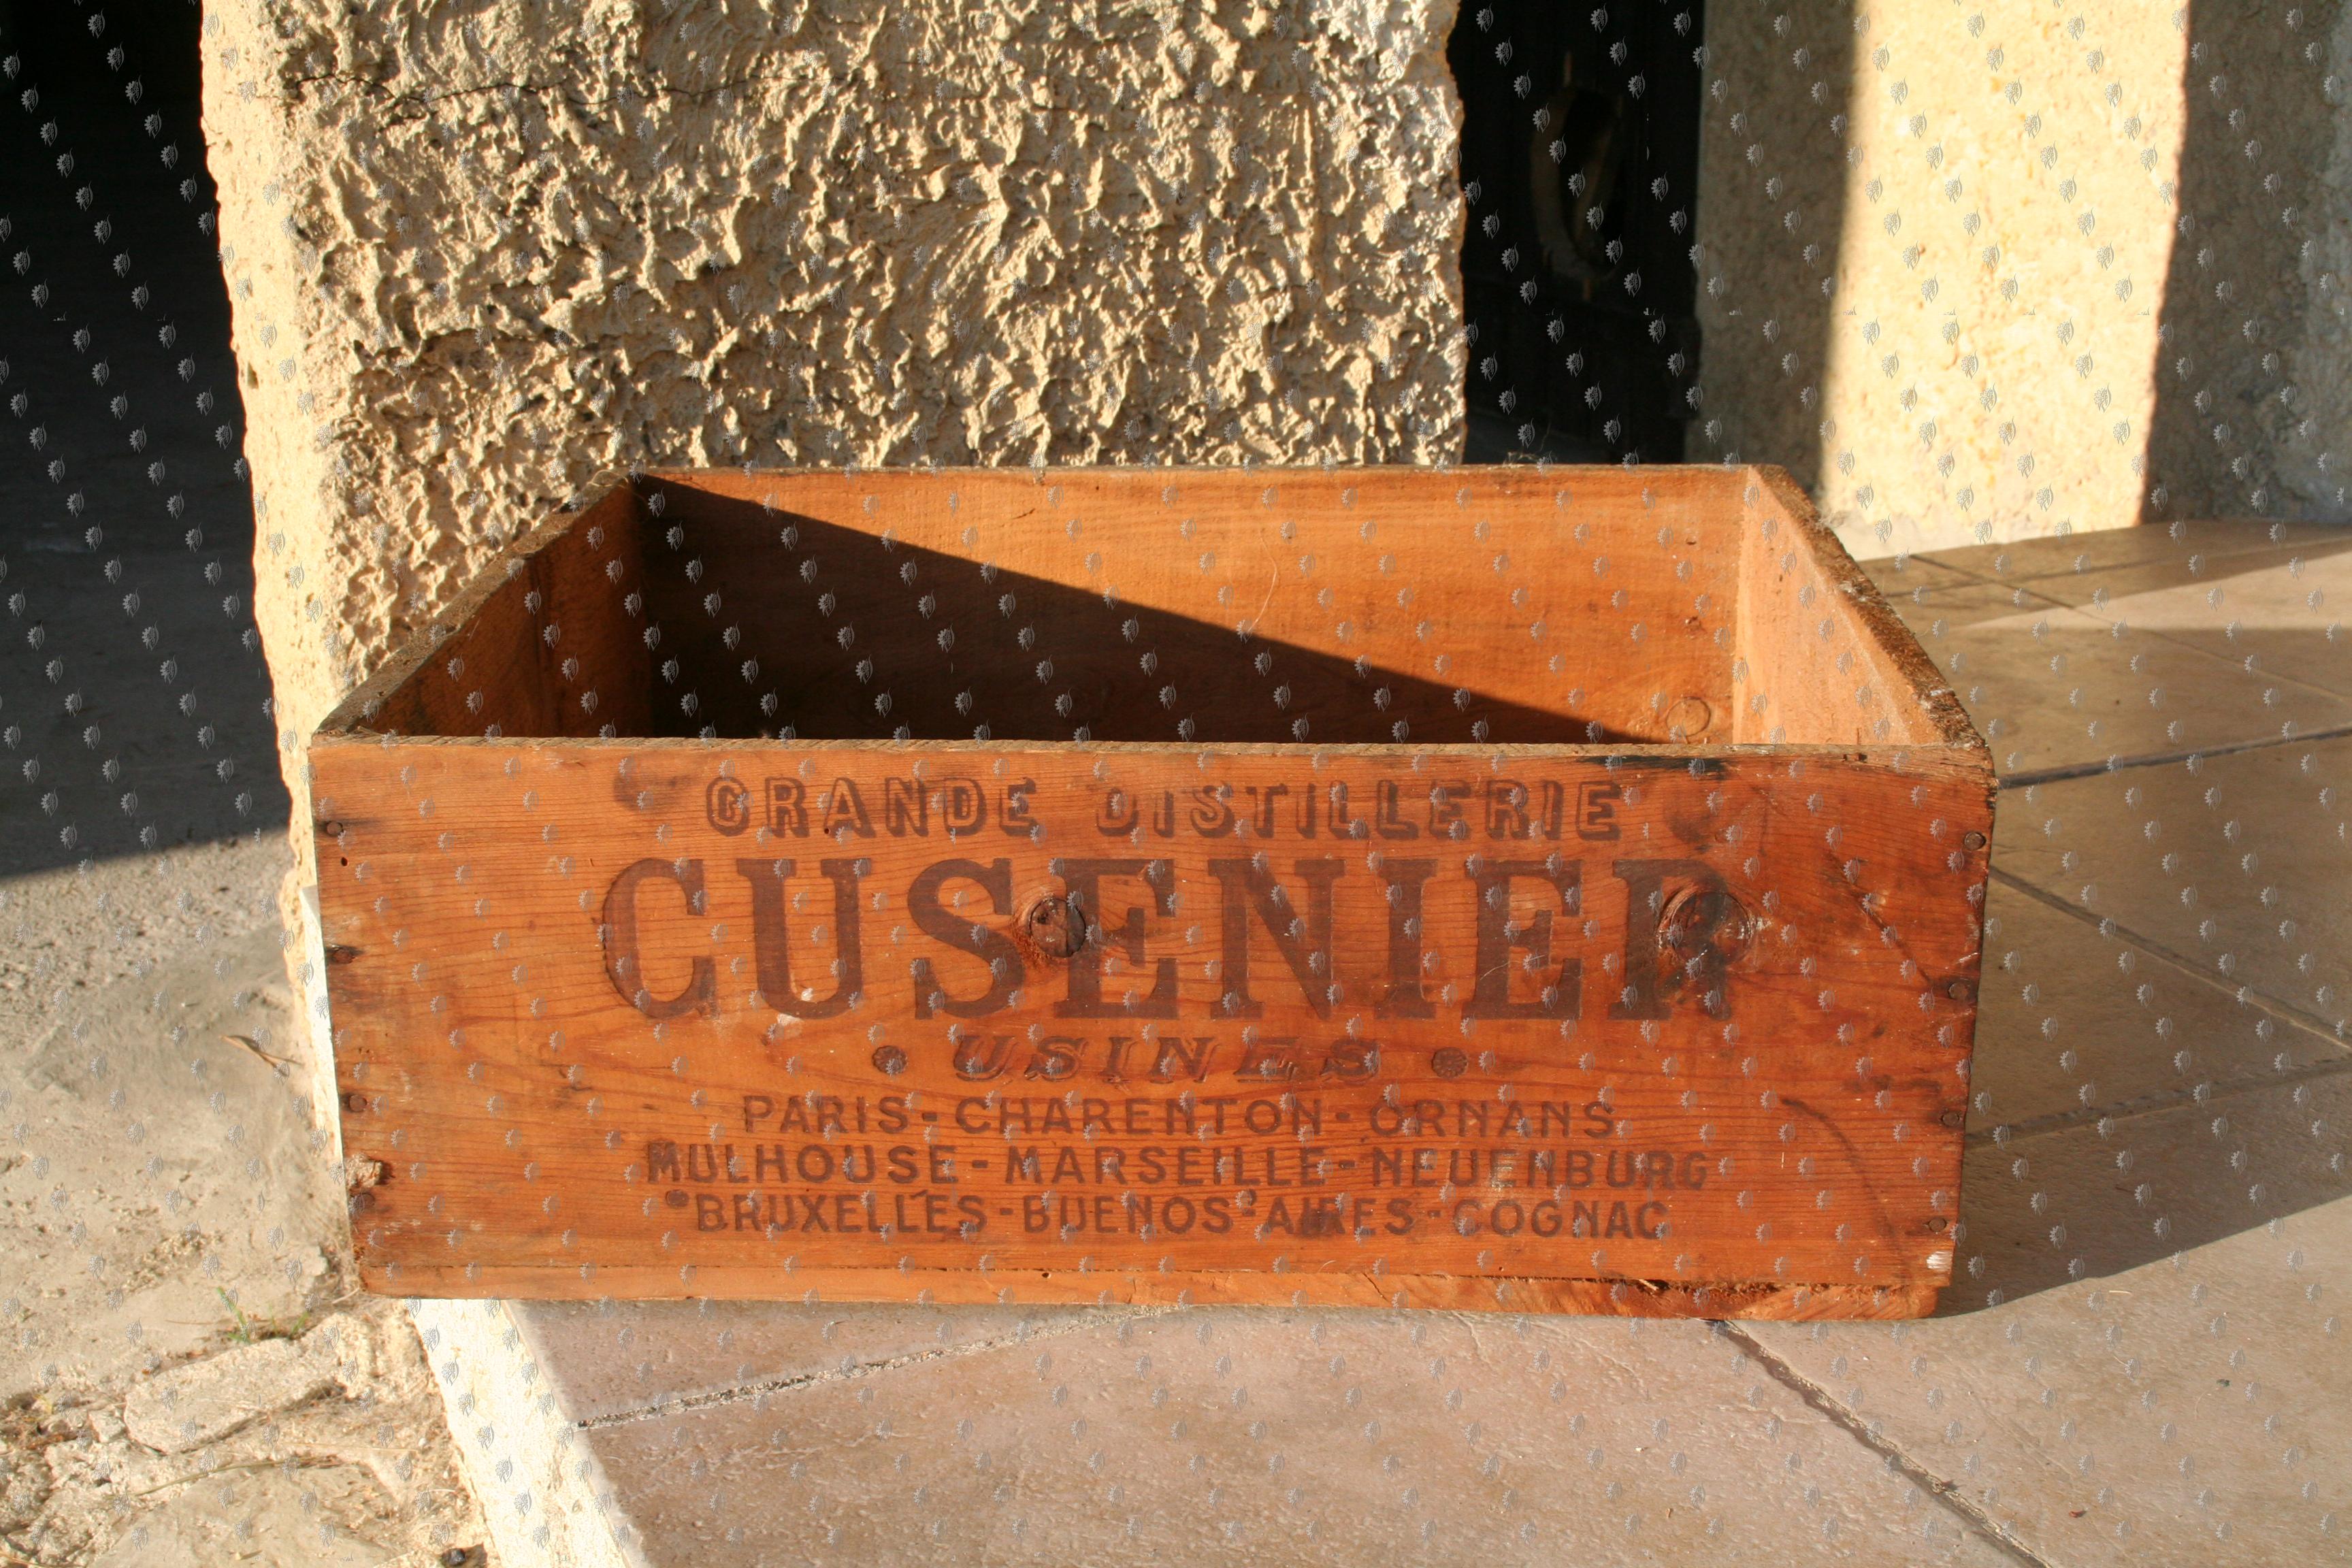 GRANDE DISTILLERIE
CUSENIER
• USINES •
PARIS-CHARENTON-ORNANS
MULHOUSE-MARSEILLE-NEUENBURG
BRUXELLES-BUENOS-AIRES-COGNAC